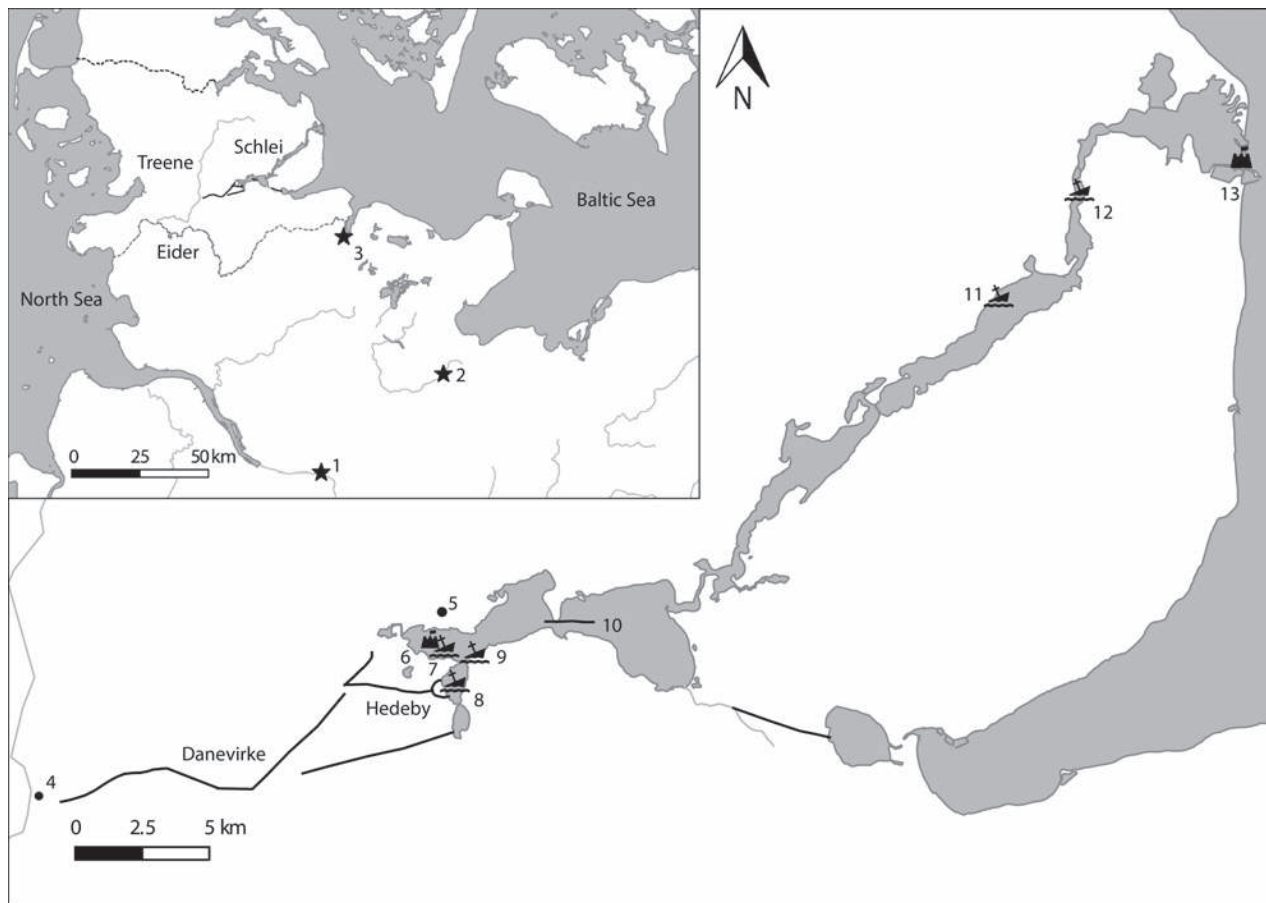 Treene
Schlei
Baltic Sea
Eider
3
North Sea
2
0 25 50 km
1
N
13
12
11
5
10
6
7
9
8
Hedeby
Danevirke
4
0 2.5 5 km